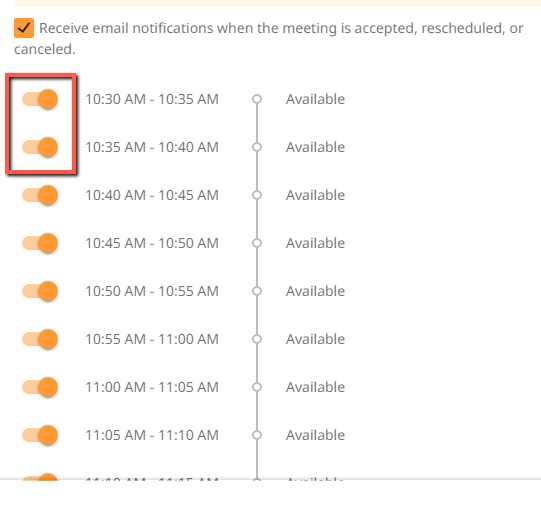 Receive email notifications when the meeting is accepted, rescheduled, or
canceled.
10:30 AM - 10:35 AM Available
10:35 AM - 10:40 AM Available
10:40 AM - 10:45 AM Available
10:45 AM - 10:50 AM Available
10:50 AM - 10:55 AM Available
10:55 AM - 11:00 AM Available
11:00 AM - 11:05 AM Available
11:05 AM - 11:10 AM Available